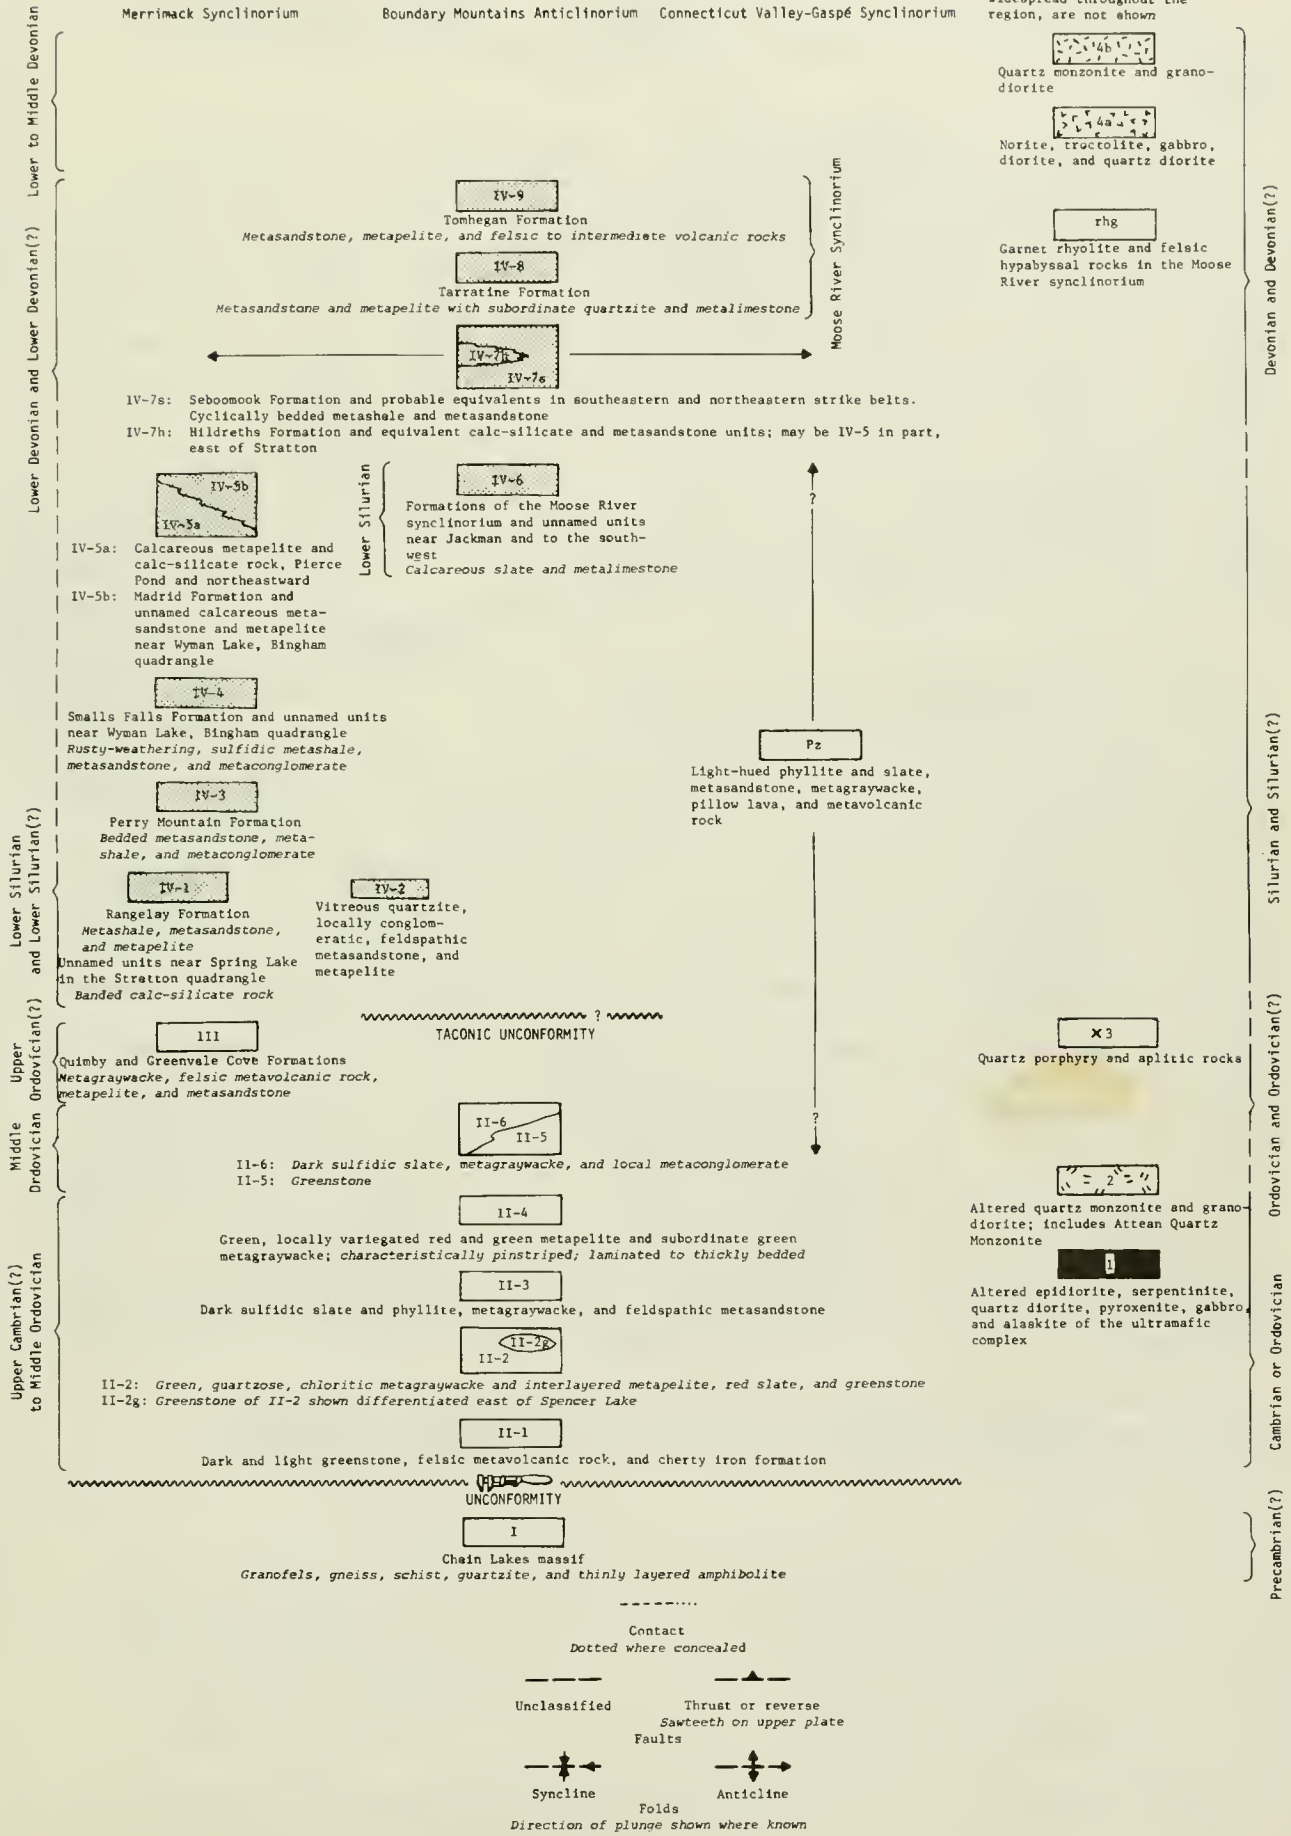 Merrimack Synclinorium
Boundary Mountains Anticlinorium
Connecticut Valley-Gaspé Synclinorium
region, are not shown
Lower to Middle Devonian
4b
Quartz monzonite and grano-
diorite
4a
Norite, troctolite, gabbro,
diorite, and quartz diorite
rhg
Garnet rhyolite and felsic
hypabyssal rocks in the Moose
River synclinorium
Devonian and Devonian(?)
Lower Devonian and Lower Devonian(?)
IV-9
Tomhegan Formation
Metasandstone, metapelite, and felsic to intermediate volcanic rocks
IV-8
Tarratine Formation
Metasandstone and metapelite with subordinate quartzite and metalimestone
Moose River Synclinorium
IV-7h
IV-7s
IV-7s: Seboomook Formation and probable equivalents in southeastern and northeastern strike belts.
Cyclically bedded metashale and metasandstone
IV-7h: Hildreths Formation and equivalent calc-silicate and metasandstone units; may be IV-5 in part,
east of Stratton
IV-5b
IV-5a
IV-5a: Calcareous metapelite and
calc-silicate rock, Pierce
Pond and northeastward
IV-5b: Madrid Formation and
unnamed calcareous meta-
sandstone and metapelite
near Wyman Lake, Bingham
quadrangle
Lower Silurian
IV-6
Formations of the Moose River
synclinorium and unnamed units
near Jackman and to the south-
west
Calcareous slate and metalimestone
?
IV-4
Smalls Falls Formation and unnamed units
near Wyman Lake, Bingham quadrangle
Rusty-weathering, sulfidic metashale,
metasandstone, and metaconglomerate
Pz
Light-hued phyllite and slate,
metasandstone, metagraywacke,
pillow lava, and metavolcanic
rock
Silurian and Silurian(?)
IV-3
Perry Mountain Formation
Bedded metasandstone, meta-
shale, and metaconglomerate
Lower Silurian
and Lower Silurian(?)
IV-1
Rangelay Formation
Metashale, metasandstone,
and metapelite
Unnamed units near Spring Lake
in the Stratton quadrangle
Banded calc-silicate rock
IV-2
Vitreous quartzite,
locally conglom-
eratic, feldspathic
metasandstone, and
metapelite
?
TACONIC UNCONFORMITY
Upper
Ordovician(?)
III
Quimby and Greenvale Cove Formations
Metagraywacke, felsic metavolcanic rock,
metapelite, and metasandstone
x 3
Quartz porphyry and aplitic rocks
Ordovician and Ordovician(?)
Middle
Ordovician
II-6
II-5
?
II-6: Dark sulfidic slate, metagraywacke, and local metaconglomerate
II-5: Greenstone
2
Altered quartz monzonite and grano-
diorite; includes Attean Quartz
Monzonite
Upper Cambrian(?)
to Middle Ordovician
II-4
Green, locally variegated red and green metapelite and subordinate green
metagraywacke; characteristically pinstriped; laminated to thickly bedded
1
Altered epidiorite, serpentinite,
quartz diorite, pyroxenite, gabbro,
and alaskite of the ultramafic
complex
Cambrian or Ordovician
II-3
Dark sulfidic slate and phyllite, metagraywacke, and feldspathic metasandstone
II-2g
II-2
II-2: Green, quartzose, chloritic metagraywacke and interlayered metapelite, red slate, and greenstone
II-2g: Greenstone of II-2 shown differentiated east of Spencer Lake
II-1
Dark and light greenstone, felsic metavolcanic rock, and cherty iron formation
UNCONFORMITY
I
Chain Lakes massif
Granofels, gneiss, schist, quartzite, and thinly layered amphibolite
Precambrian(?)
Contact
Dotted where concealed
Unclassified
Thrust or reverse
Sawteeth on upper plate
Faults
Syncline
Anticline
Folds
Direction of plunge shown where known